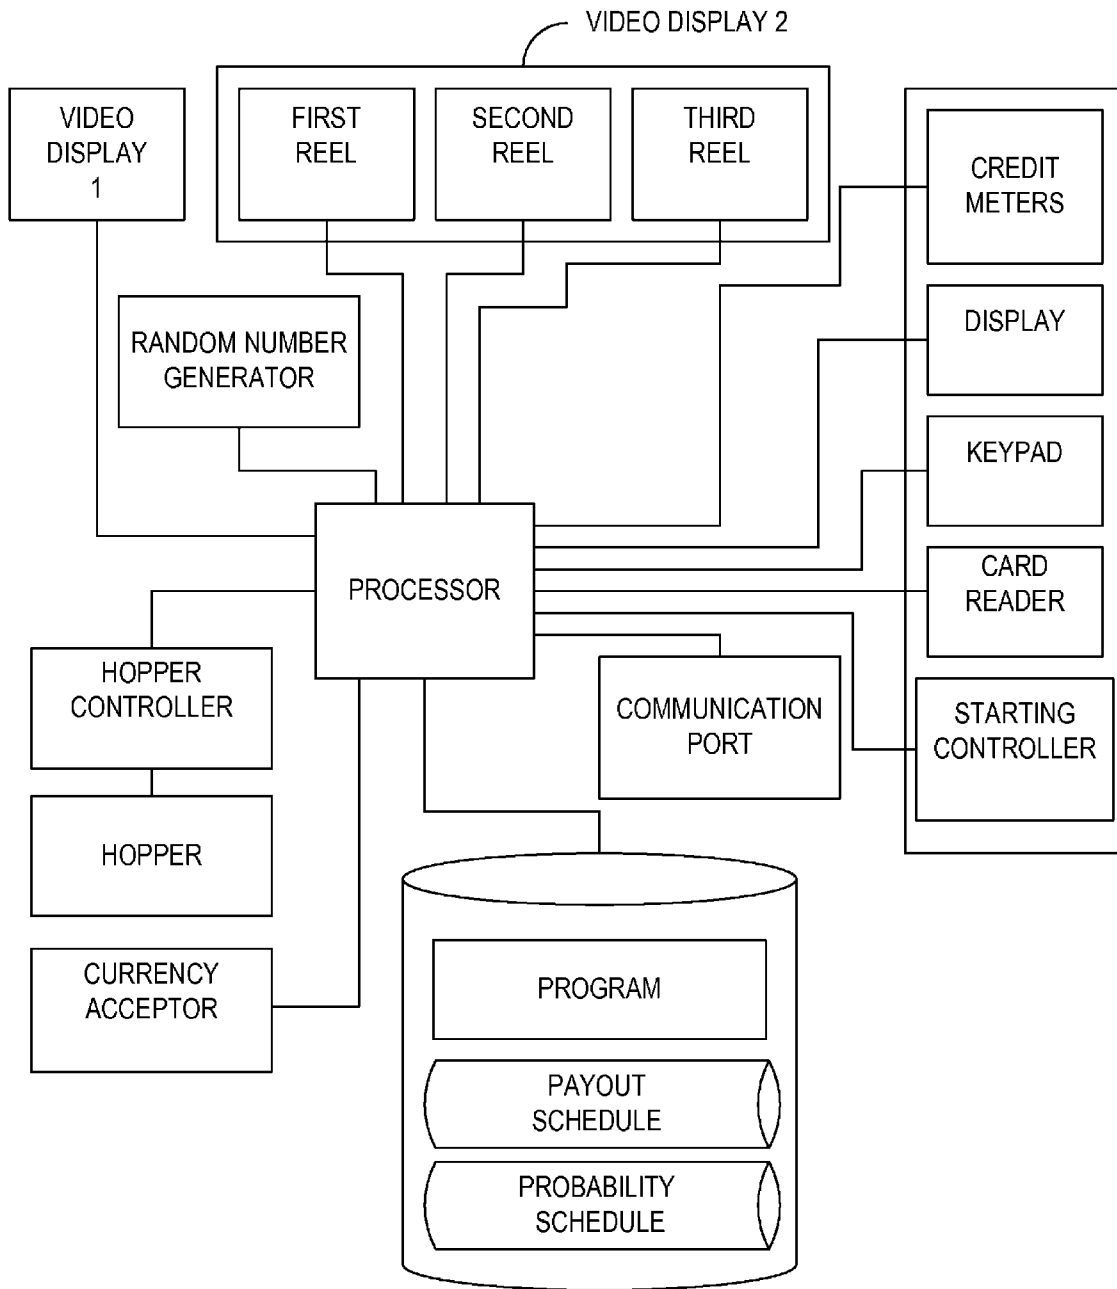 VIDEO DISPLAY 2
VIDEO
DISPLAY
1
FIRST
REEL
SECOND
REEL
THIRD
REEL
CREDIT
METERS
RANDOM NUMBER
GENERATOR
DISPLAY
KEYPAD
PROCESSOR
CARD
READER
HOPPER
CONTROLLER
COMMUNICATION
PORT
STARTING
CONTROLLER
HOPPER
CURRENCY
ACCEPTOR
PROGRAM
PAYOUT
SCHEDULE
PROBABILITY
SCHEDULE